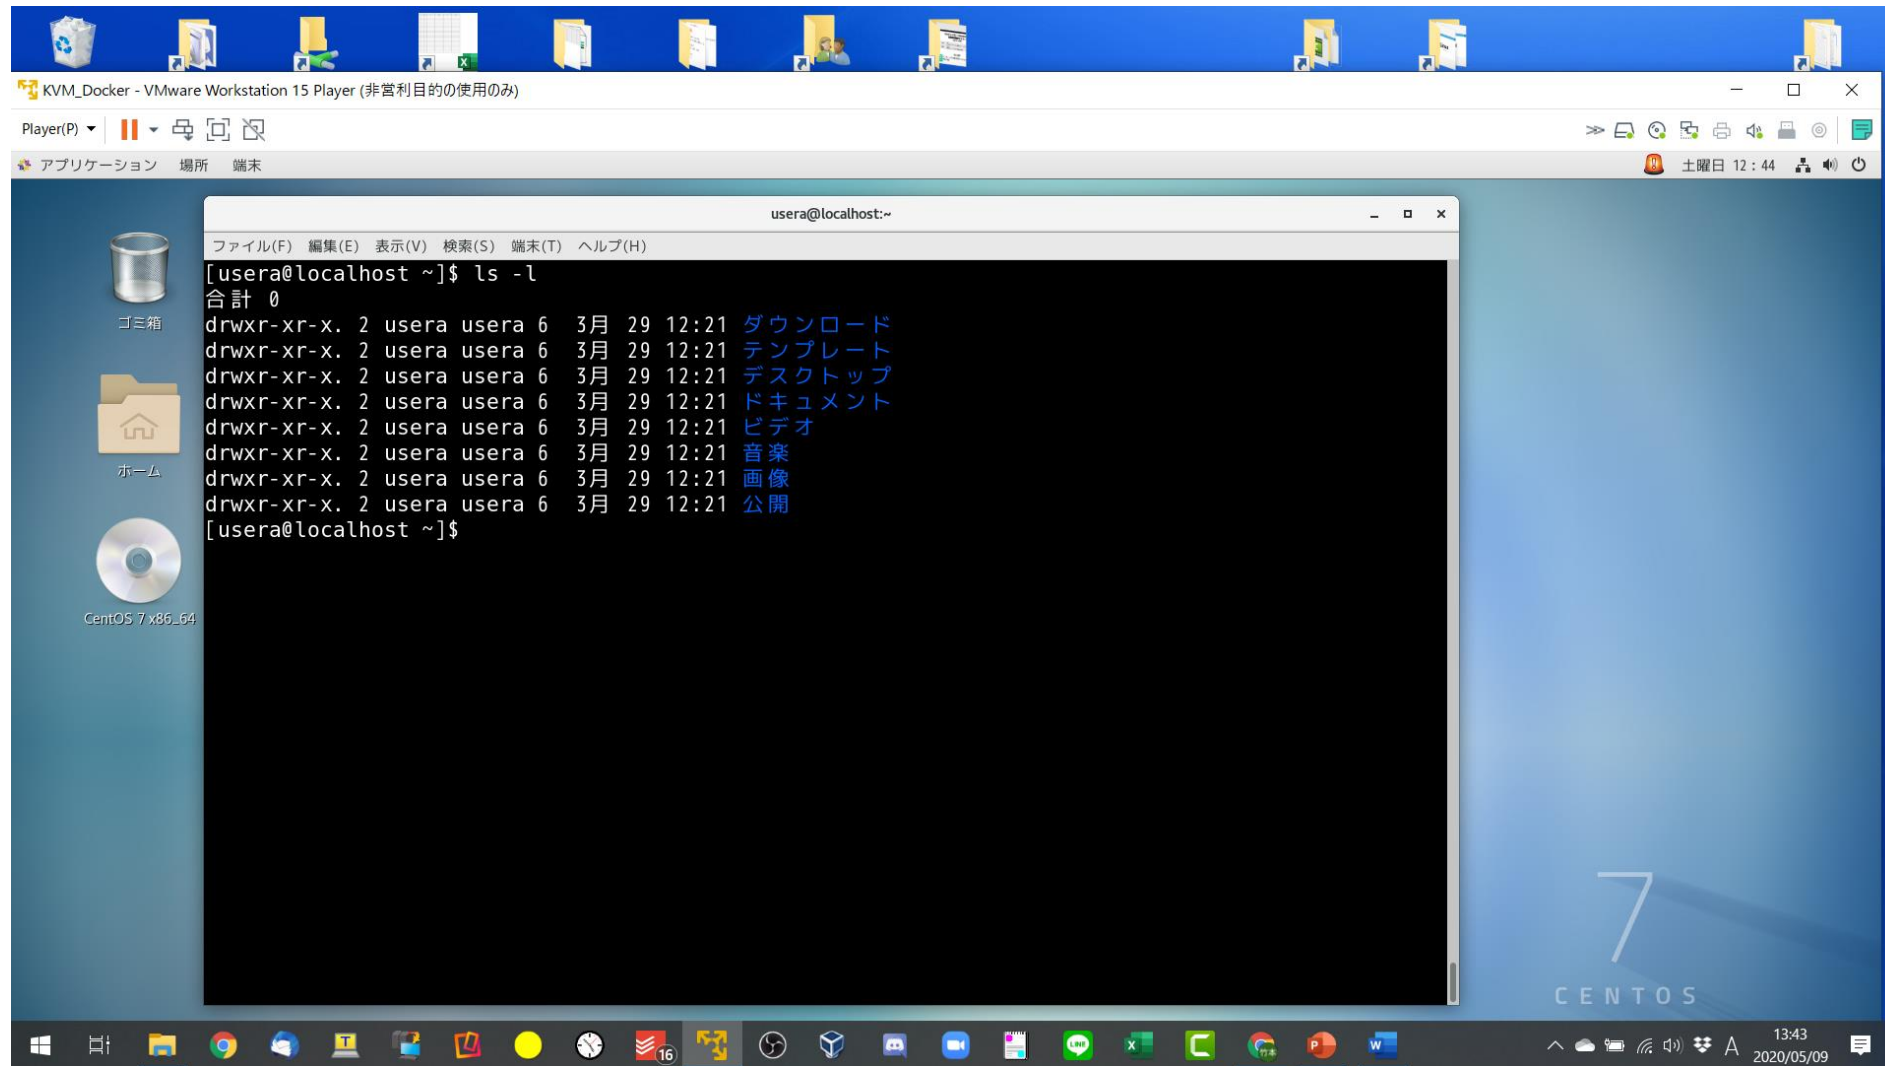 KVM_Docker - VMware Workstation 15 Player (非営利目的の使用のみ)
Player(P)
アプリケーション 場所 端末
土曜日 12：44
usera@localhost:~
ファイル(F) 編集(E) 表示(V) 検索(S) 端末(T) ヘルプ(H)
[usera@localhost ~]$ ls -l
合計 0
drwxr-xr-x. 2 usera usera 6 3月 29 12:21 ダウンロード
drwxr-xr-x. 2 usera usera 6 3月 29 12:21 テンプレート
drwxr-xr-x. 2 usera usera 6 3月 29 12:21 デスクトップ
drwxr-xr-x. 2 usera usera 6 3月 29 12:21 ドキュメント
drwxr-xr-x. 2 usera usera 6 3月 29 12:21 ビデオ
drwxr-xr-x. 2 usera usera 6 3月 29 12:21 音楽
drwxr-xr-x. 2 usera usera 6 3月 29 12:21 画像
drwxr-xr-x. 2 usera usera 6 3月 29 12:21 公開
[usera@localhost ~]$
ゴミ箱
ホーム
CentOS 7 x86_64
7
CENTOS
16
LINE
竹本
A
13:43
2020/05/09